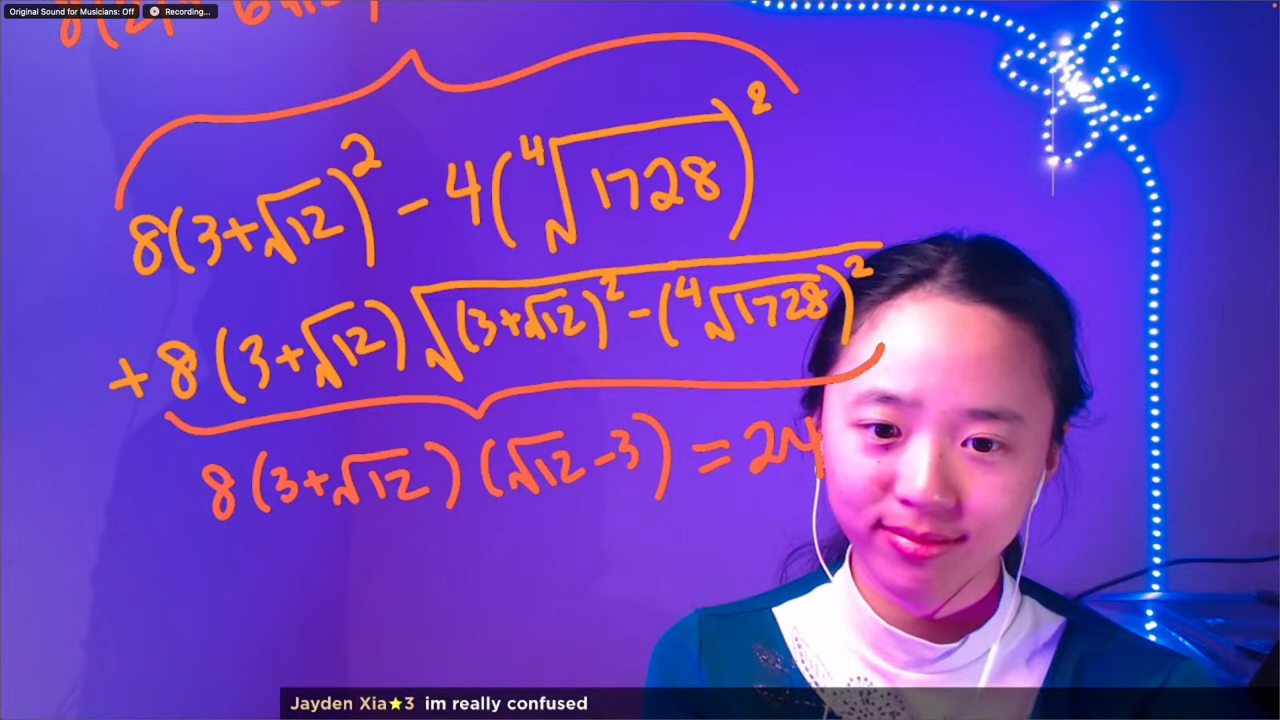 Original Sound for Musicians: Off Recording...
8(3+√12)² - 4(⁴√1728)²
+ 8(3+√12)√((3+√12)² - (⁴√1728)²)
8(3+√12)(√12-3) = 24
Jayden Xia★3 im really confused